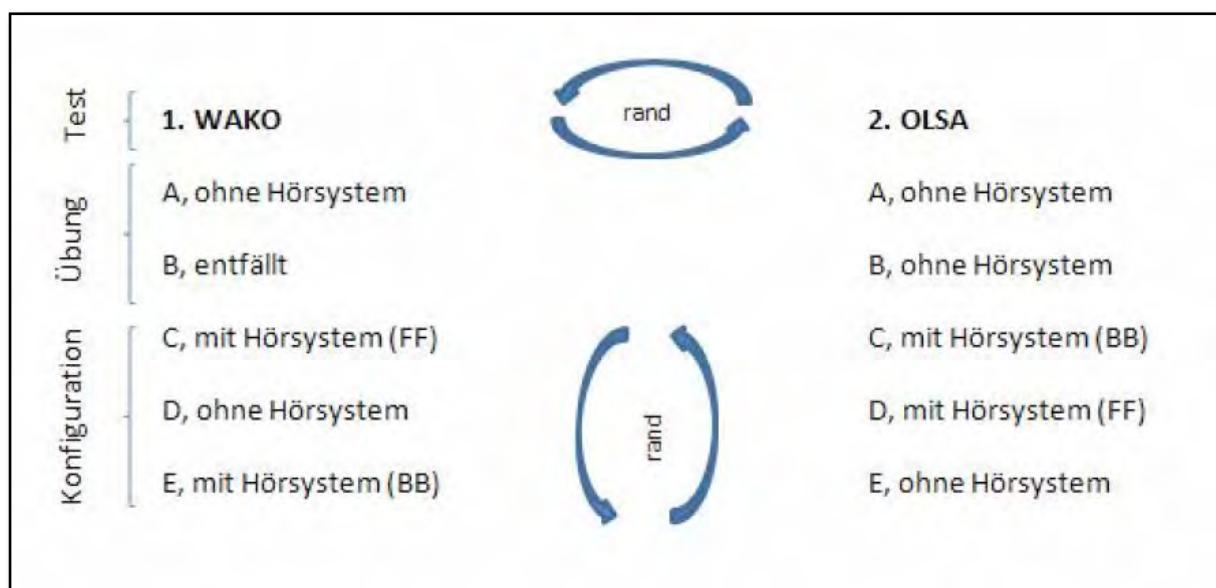 Test
1. WAKO
rand
2. OLSA
Übung
A, ohne Hörsystem
A, ohne Hörsystem
B, entfällt
B, ohne Hörsystem
Konfiguration
C, mit Hörsystem (FF)
C, mit Hörsystem (BB)
D, ohne Hörsystem
rand
D, mit Hörsystem (FF)
E, mit Hörsystem (BB)
E, ohne Hörsystem